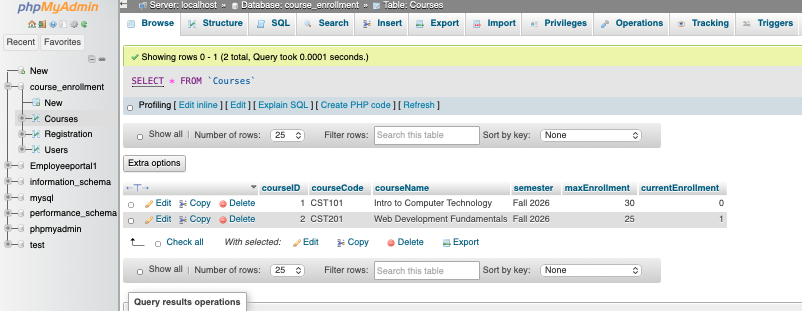 phpMyAdmin
Recent Favorites
New
course_enrollment
New
Courses
Registration
Users
Employeeportal1
information_schema
mysql
performance_schema
phpmyadmin
test
Server: localhost » Database: course_enrollment » Table: Courses
Browse Structure SQL Search Insert Export Import Privileges Operations Tracking Triggers
Showing rows 0 - 1 (2 total, Query took 0.0001 seconds.)
SELECT * FROM `Courses`
Profiling [ Edit inline ] [ Edit ] [ Explain SQL ] [ Create PHP code ] [ Refresh ]
Show all | Number of rows: 25 Filter rows: Search this table Sort by key: None
Extra options
←T→ courseID courseCode courseName semester maxEnrollment currentEnrollment
Edit Copy Delete 1 CST101 Intro to Computer Technology Fall 2026 30 0
Edit Copy Delete 2 CST201 Web Development Fundamentals Fall 2026 25 1
Check all With selected: Edit Copy Delete Export
Show all | Number of rows: 25 Filter rows: Search this table Sort by key: None
Query results operations